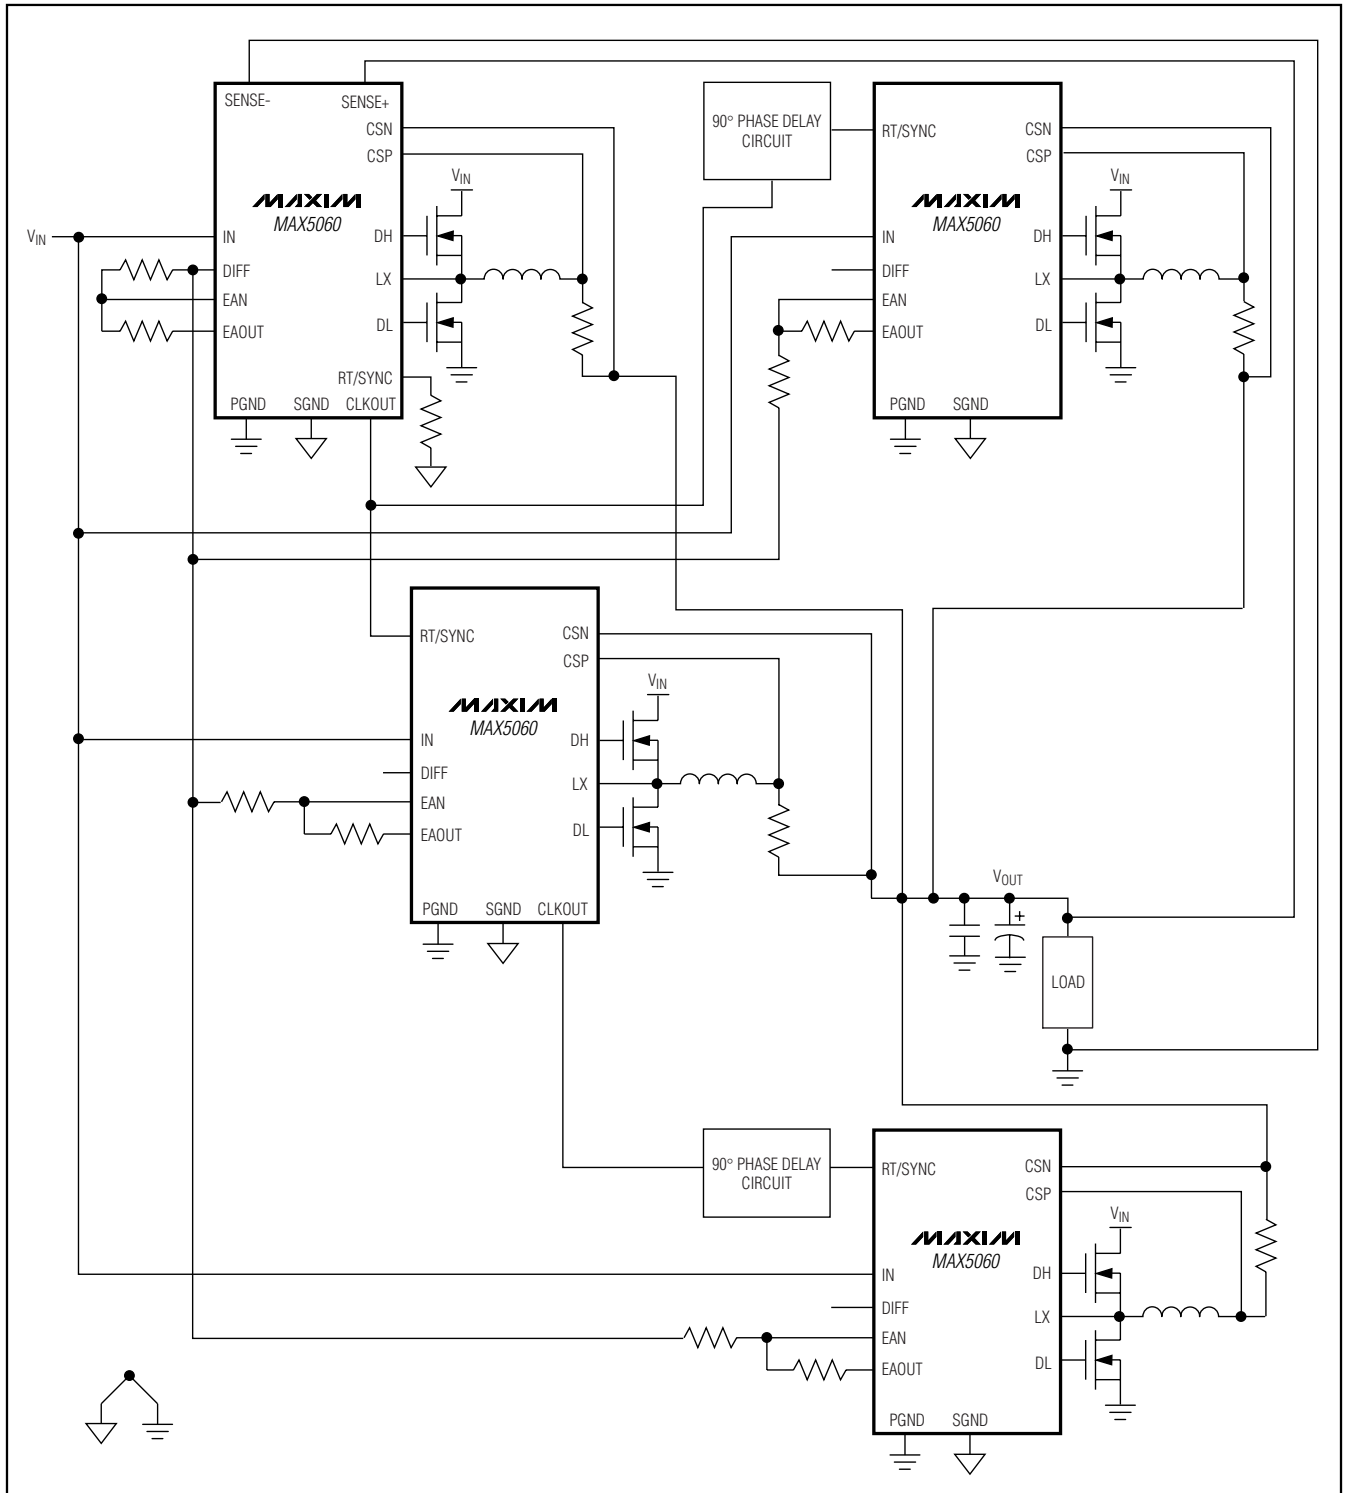 SENSE-
SENSE+
CSN
CSP
MAXIM
MAX5060
VIN
VIN
IN
DH
DIFF
LX
EAN
DL
EAOUT
RT/SYNC
PGND
SGND
CLKOUT
90° PHASE DELAY
CIRCUIT
RT/SYNC
CSN
CSP
MAXIM
MAX5060
VIN
IN
DH
DIFF
LX
EAN
DL
EAOUT
PGND
SGND
RT/SYNC
CSN
CSP
MAXIM
MAX5060
VIN
IN
DH
DIFF
LX
EAN
DL
EAOUT
PGND
SGND
CLKOUT
VOUT
+
LOAD
90° PHASE DELAY
CIRCUIT
RT/SYNC
CSN
CSP
MAXIM
MAX5060
VIN
IN
DH
DIFF
LX
EAN
DL
EAOUT
PGND
SGND